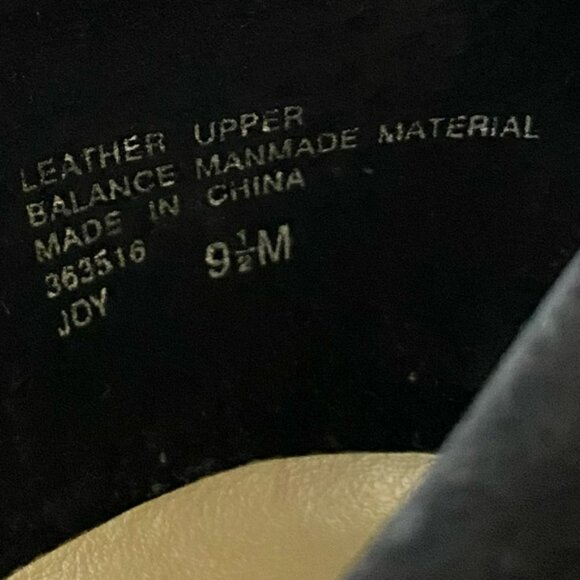 LEATHER UPPER
BALANCE MANMADE MATERIAL
MADE IN CHINA
363516 9½M
JOY